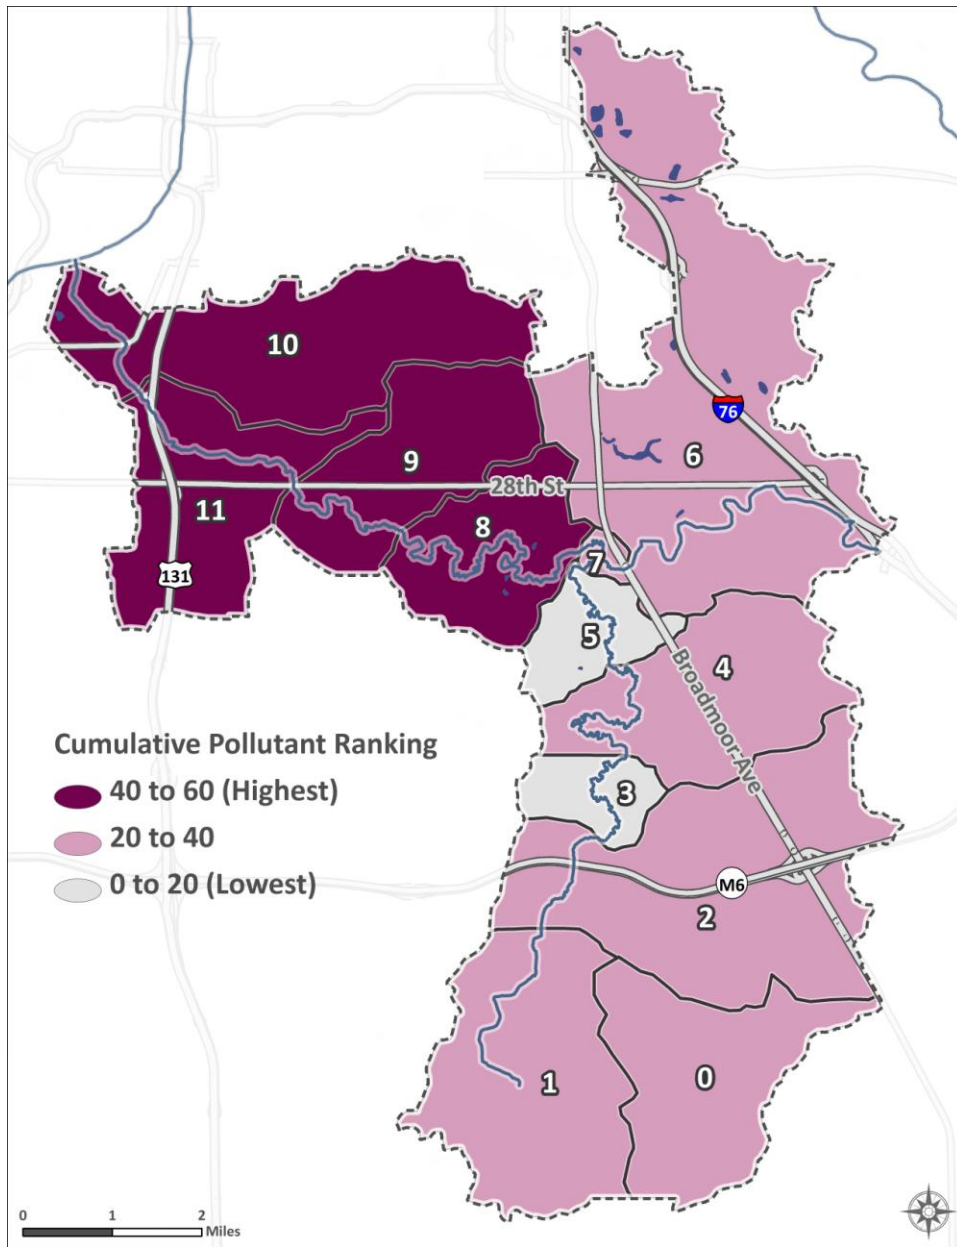 10
76
6
9
28th St
11
8
7
131
5
4
Broadmoor Ave
Cumulative Pollutant Ranking
40 to 60 (Highest)
3
20 to 40
0 to 20 (Lowest)
M6
2
1
0
0 1 2
Miles